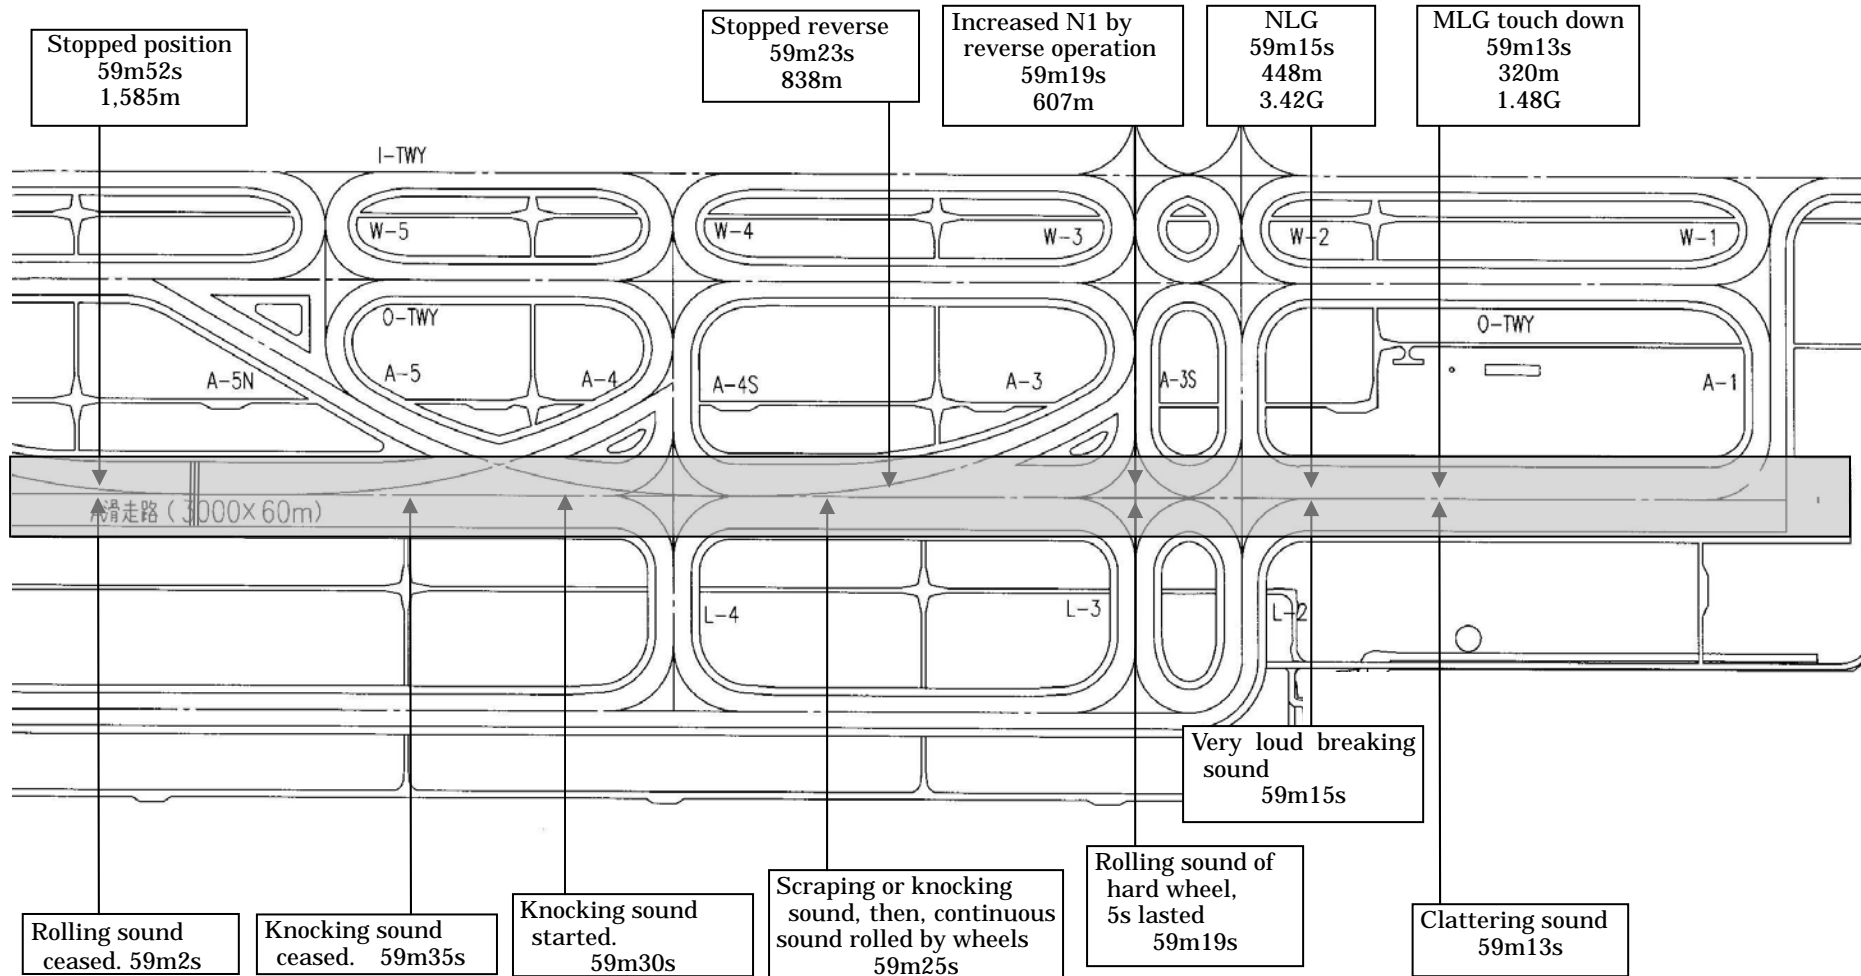 Stopped position
59m52s
1,585m
Stopped reverse
59m23s
838m
Increased N1 by
reverse operation
59m19s
607m
NLG
59m15s
448m
3.42G
MLG touch down
59m13s
320m
1.48G
I-TWY
W-5
W-4
W-3
W-2
W-1
O-TWY
O-TWY
A-5N
A-5
A-4
A-4S
A-3
A-3S
A-1
滑走路(3000×60m)
L-4
L-3
L-2
Very loud breaking
sound
59m15s
Rolling sound
ceased. 59m2s
Knocking sound
ceased. 59m35s
Knocking sound
started.
59m30s
Scraping or knocking
sound, then, continuous
sound rolled by wheels
59m25s
Rolling sound of
hard wheel,
5s lasted
59m19s
Clattering sound
59m13s